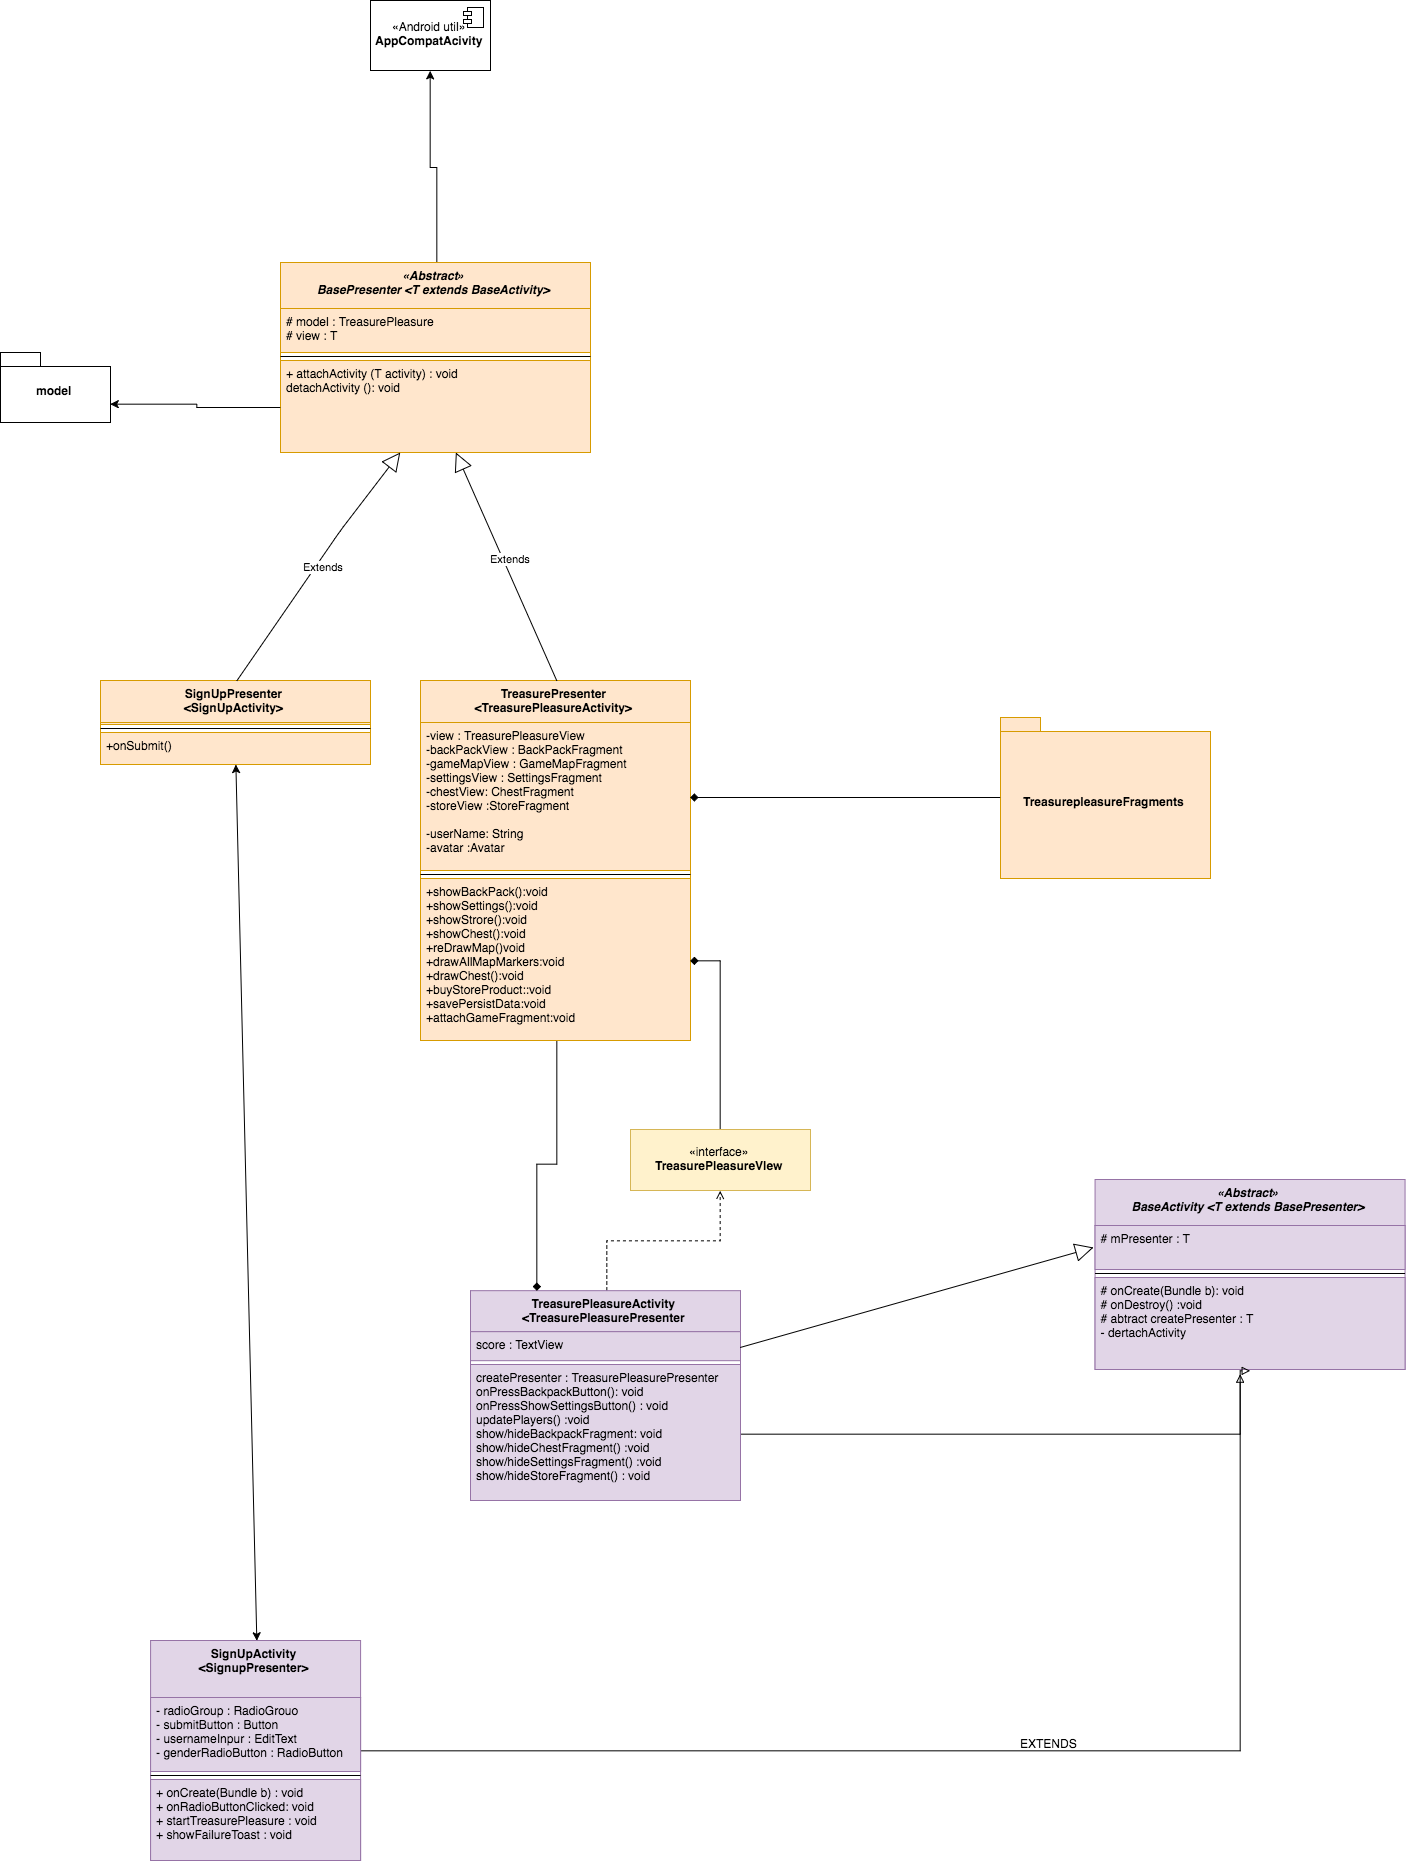 «Android util»
AppCompatAcivity
«Abstract»
BasePresenter <T extends BaseActivity>
# model : TreasurePleasure
# view : T
+ attachActivity (T activity) : void
detachActivity (): void
model
Extends
Extends
SignUpPresenter
<SignUpActivity>
+onSubmit()
TreasurePresenter
<TreasurePleasureActivity>
-view : TreasurePleasureView
-backPackView : BackPackFragment
-gameMapView : GameMapFragment
-settingsView : SettingsFragment
-chestView: ChestFragment
-storeView :StoreFragment
-userName: String
-avatar :Avatar
+showBackPack():void
+showSettings():void
+showStrore():void
+showChest():void
+reDrawMap()void
+drawAllMapMarkers:void
+drawChest():void
+buyStoreProduct::void
+savePersistData:void
+attachGameFragment:void
TreasurepleasureFragments
«interface»
TreasurePleasureVIew
«Abstract»
BaseActivity <T extends BasePresenter>
# mPresenter : T
# onCreate(Bundle b): void
# onDestroy() :void
# abtract createPresenter : T
- dertachActivity
TreasurePleasureActivity
<TreasurePleasurePresenter
score : TextView
createPresenter : TreasurePleasurePresenter
onPressBackpackButton(): void
onPressShowSettingsButton() : void
updatePlayers() :void
show/hideBackpackFragment: void
show/hideChestFragment() :void
show/hideSettingsFragment() :void
show/hideStoreFragment() : void
SignUpActivity
<SignupPresenter>
- radioGroup : RadioGrouo
- submitButton : Button
- usernameInpur : EditText
- genderRadioButton : RadioButton
+ onCreate(Bundle b) : void
+ onRadioButtonClicked: void
+ startTreasurePleasure : void
+ showFailureToast : void
EXTENDS